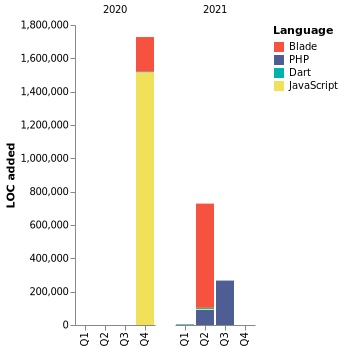 2020 2021
Language
Blade
PHP
Dart
JavaScript
LOC added
1,800,000
1,600,000
1,400,000
1,200,000
1,000,000
800,000
600,000
400,000
200,000
0
Q1 Q2 Q3 Q4 Q1 Q2 Q3 Q4